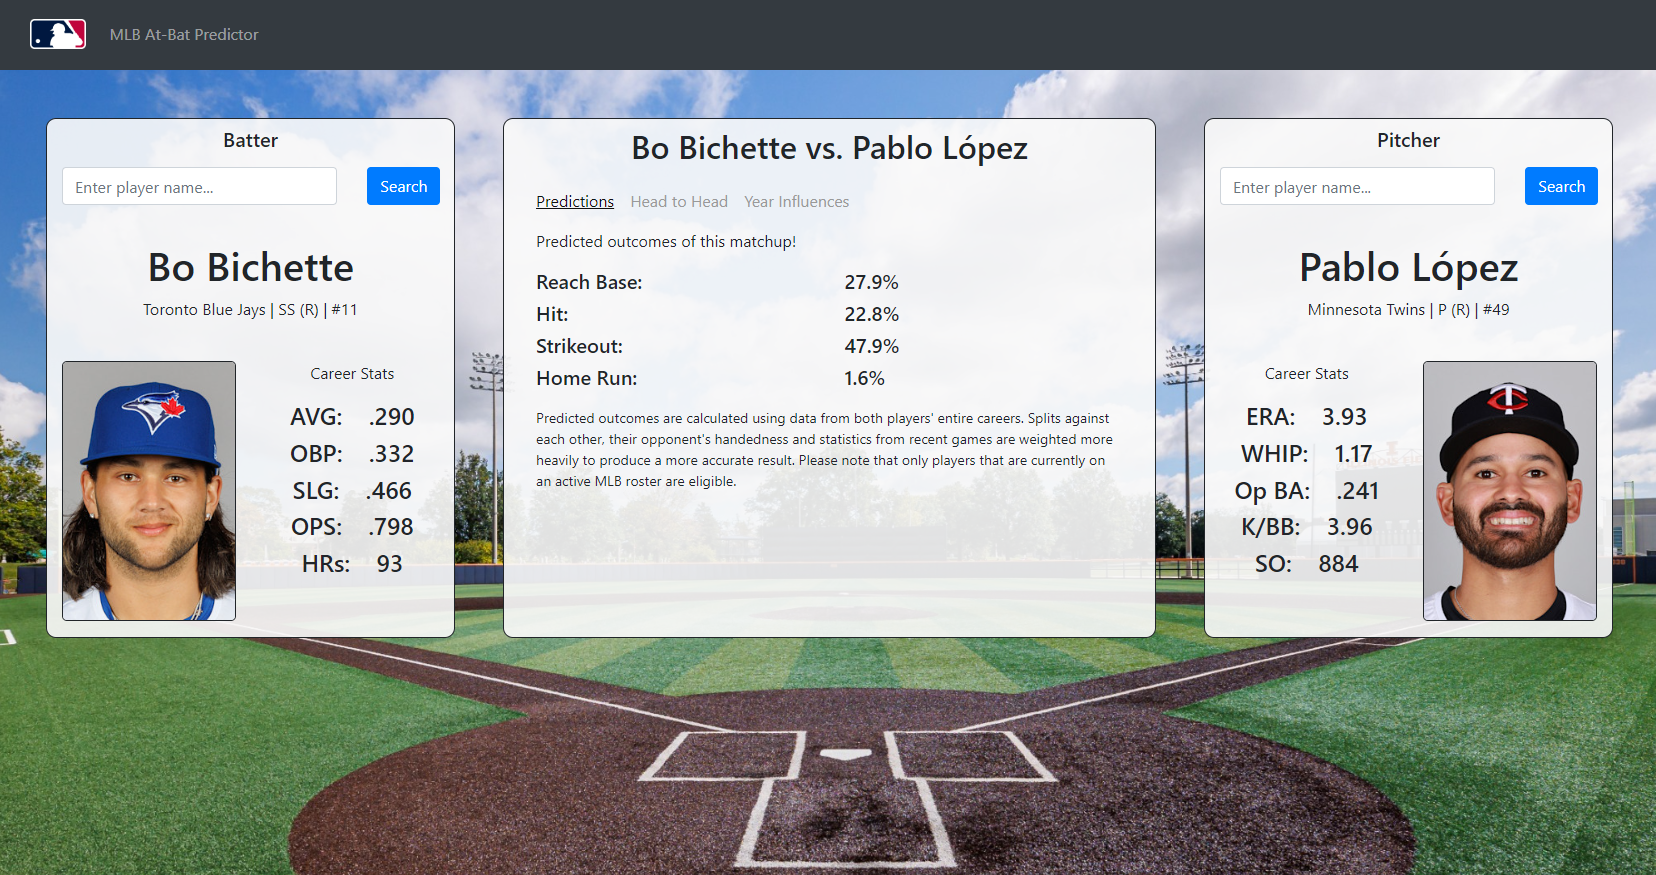 MLB At-Bat Predictor
Batter
Enter player name...
Search
Bo Bichette
Toronto Blue Jays | SS (R) | #11
Career Stats
AVG: .290
OBP: .332
SLG: .466
OPS: .798
HRs: 93
Bo Bichette vs. Pablo López
Predictions Head to Head Year Influences
Predicted outcomes of this matchup!
Reach Base: 27.9%
Hit: 22.8%
Strikeout: 47.9%
Home Run: 1.6%
Predicted outcomes are calculated using data from both players' entire careers. Splits against
each other, their opponent's handedness and statistics from recent games are weighted more
heavily to produce a more accurate result. Please note that only players that are currently on
an active MLB roster are eligible.
Pitcher
Enter player name...
Search
Pablo López
Minnesota Twins | P (R) | #49
Career Stats
ERA: 3.93
WHIP: 1.17
Op BA: .241
K/BB: 3.96
SO: 884
TC